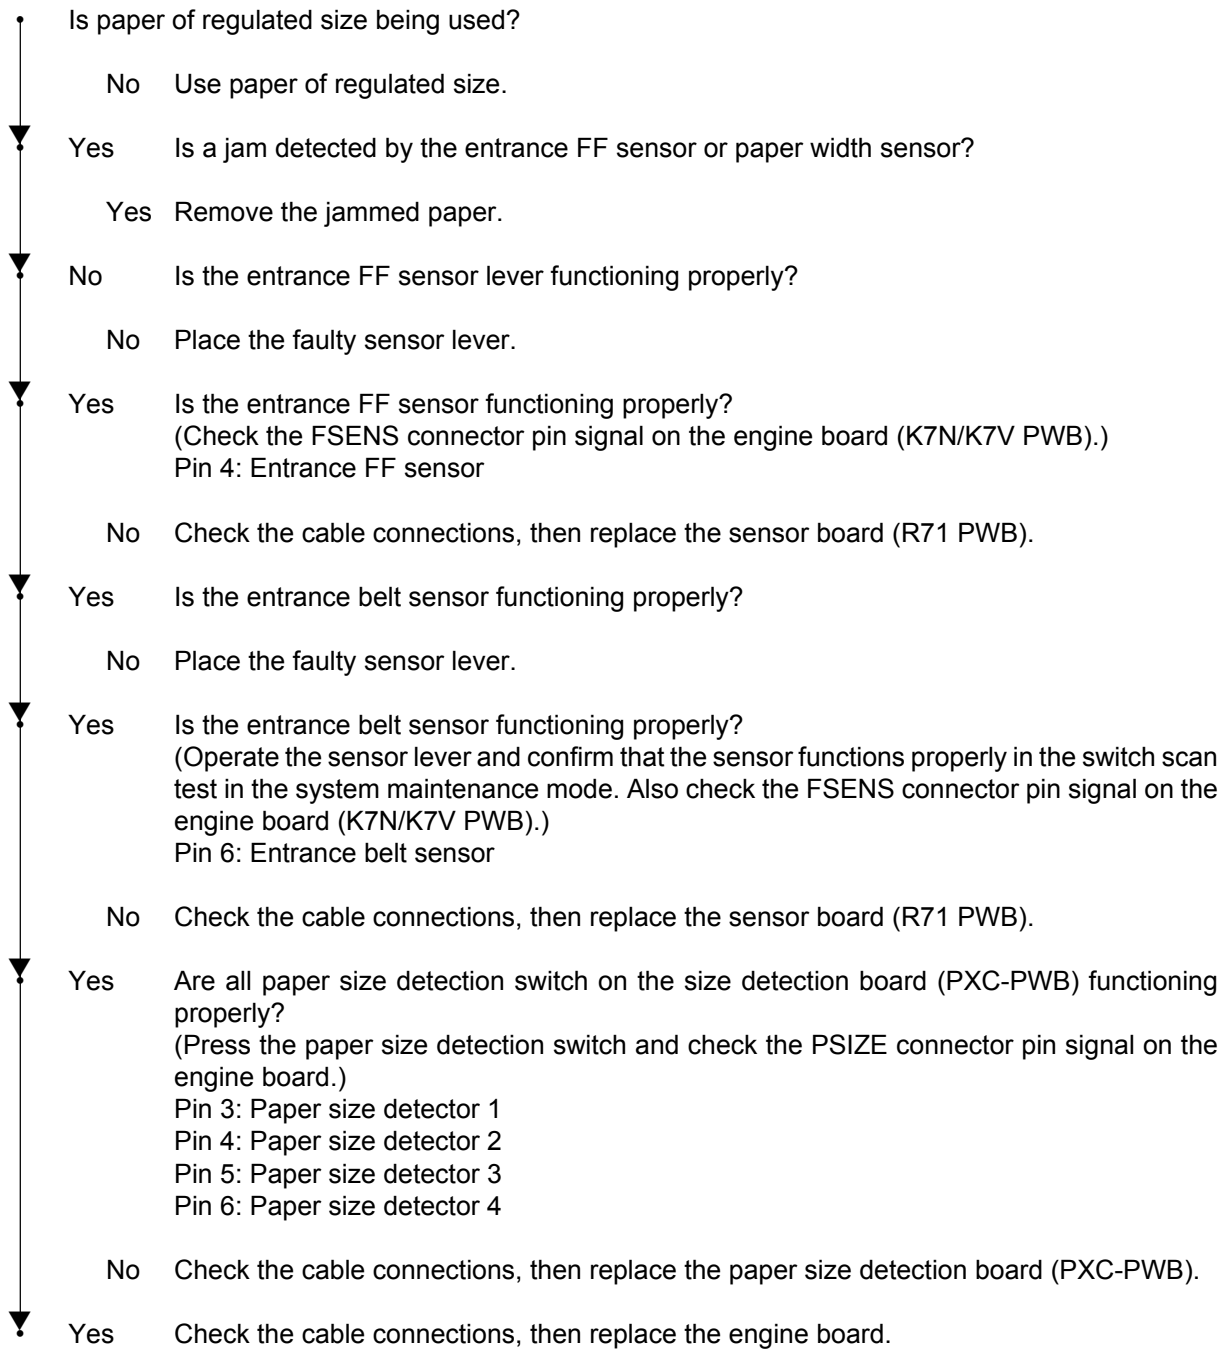 Is paper of regulated size being used?
No Use paper of regulated size.
Yes Is a jam detected by the entrance FF sensor or paper width sensor?
Yes Remove the jammed paper.
No Is the entrance FF sensor lever functioning properly?
No Place the faulty sensor lever.
Yes Is the entrance FF sensor functioning properly?
(Check the FSENS connector pin signal on the engine board (K7N/K7V PWB).)
Pin 4: Entrance FF sensor
No Check the cable connections, then replace the sensor board (R71 PWB).
Yes Is the entrance belt sensor functioning properly?
No Place the faulty sensor lever.
Yes Is the entrance belt sensor functioning properly?
(Operate the sensor lever and confirm that the sensor functions properly in the switch scan
test in the system maintenance mode. Also check the FSENS connector pin signal on the
engine board (K7N/K7V PWB).)
Pin 6: Entrance belt sensor
No Check the cable connections, then replace the sensor board (R71 PWB).
Yes Are all paper size detection switch on the size detection board (PXC-PWB) functioning
properly?
(Press the paper size detection switch and check the PSIZE connector pin signal on the
engine board.)
Pin 3: Paper size detector 1
Pin 4: Paper size detector 2
Pin 5: Paper size detector 3
Pin 6: Paper size detector 4
No Check the cable connections, then replace the paper size detection board (PXC-PWB).
Yes Check the cable connections, then replace the engine board.